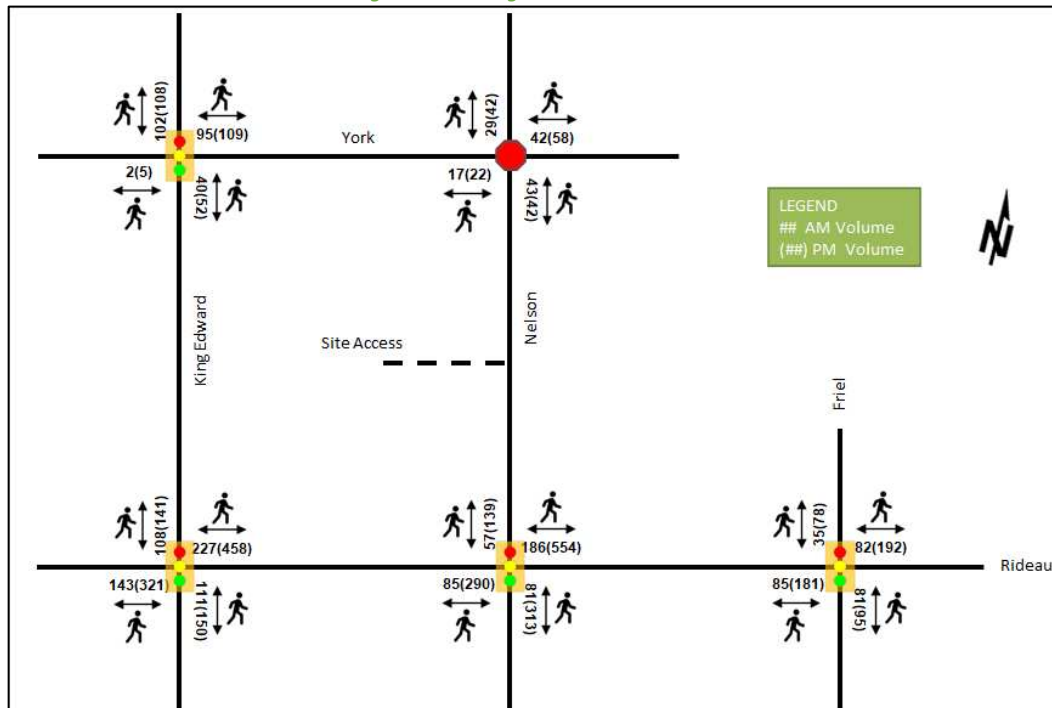 102(108)
95(109)
29(42)
42(58)
York
2(5)
40(52)
17(22)
43(42)
LEGEND
## AM Volume
(##) PM Volume
N
King Edward
Nelson
Site Access
Friel
108(141)
227(458)
57(139)
186(554)
35(78)
82(192)
Rideau
143(321)
111(150)
85(290)
81(313)
85(181)
81(95)